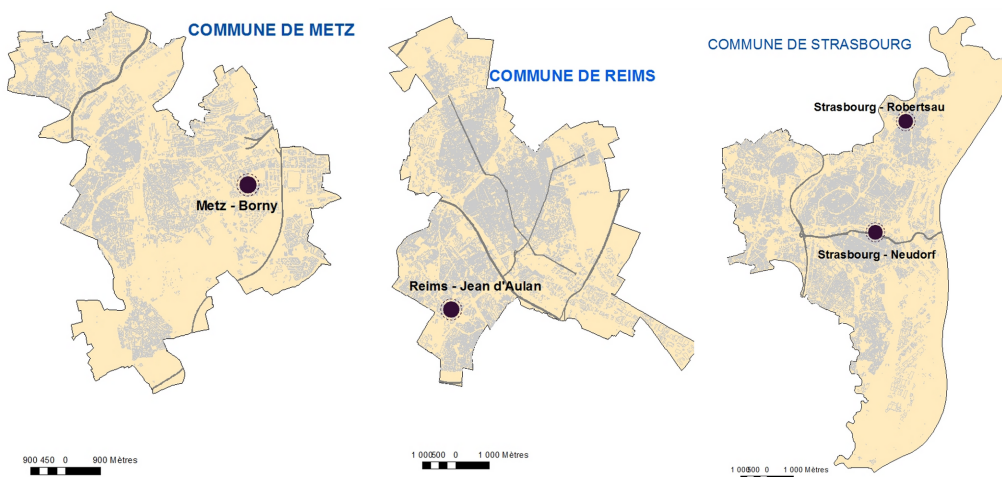 COMMUNE DE METZ
Metz - Borny
900 450 0 900 Mètres
COMMUNE DE REIMS
Reims - Jean d'Aulan
1 000500 0 1 000 Mètres
COMMUNE DE STRASBOURG
Strasbourg - Robertsau
Strasbourg - Neudorf
1 000500 0 1 000 Mètres